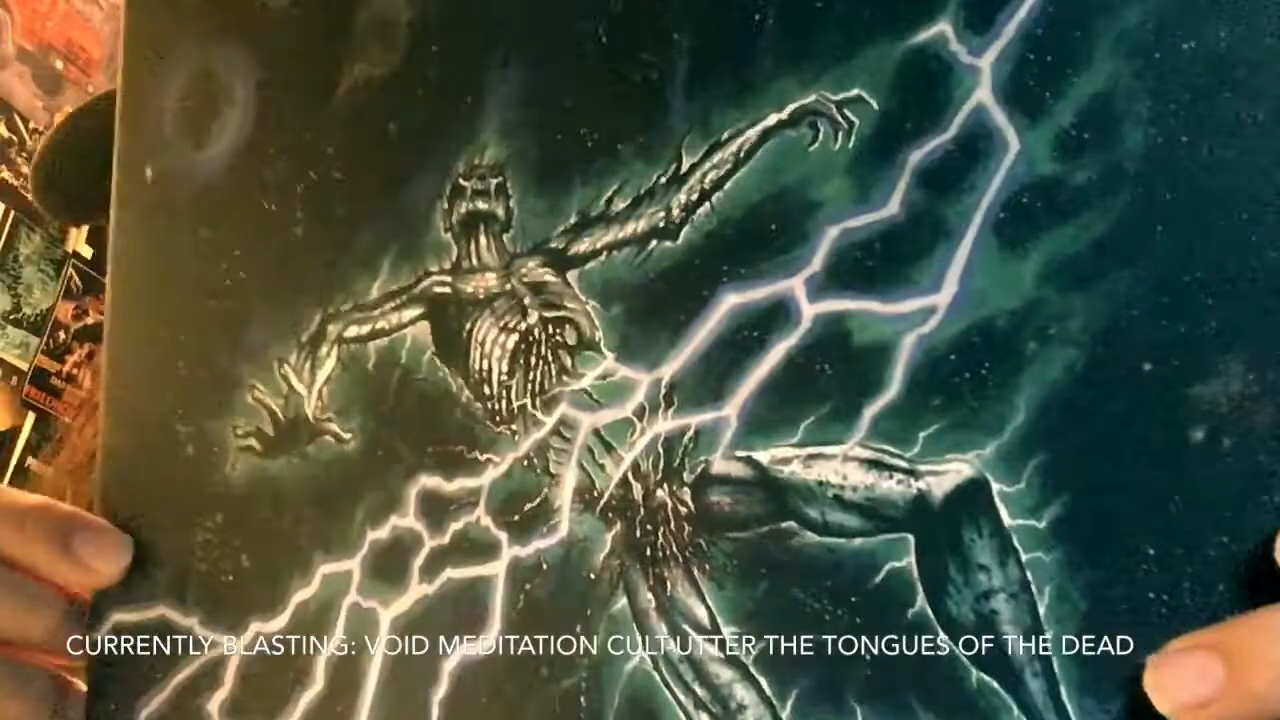 CURRENTLY BLASTING: VOID MEDITATION CULT-UTTER THE TONGUES OF THE DEAD